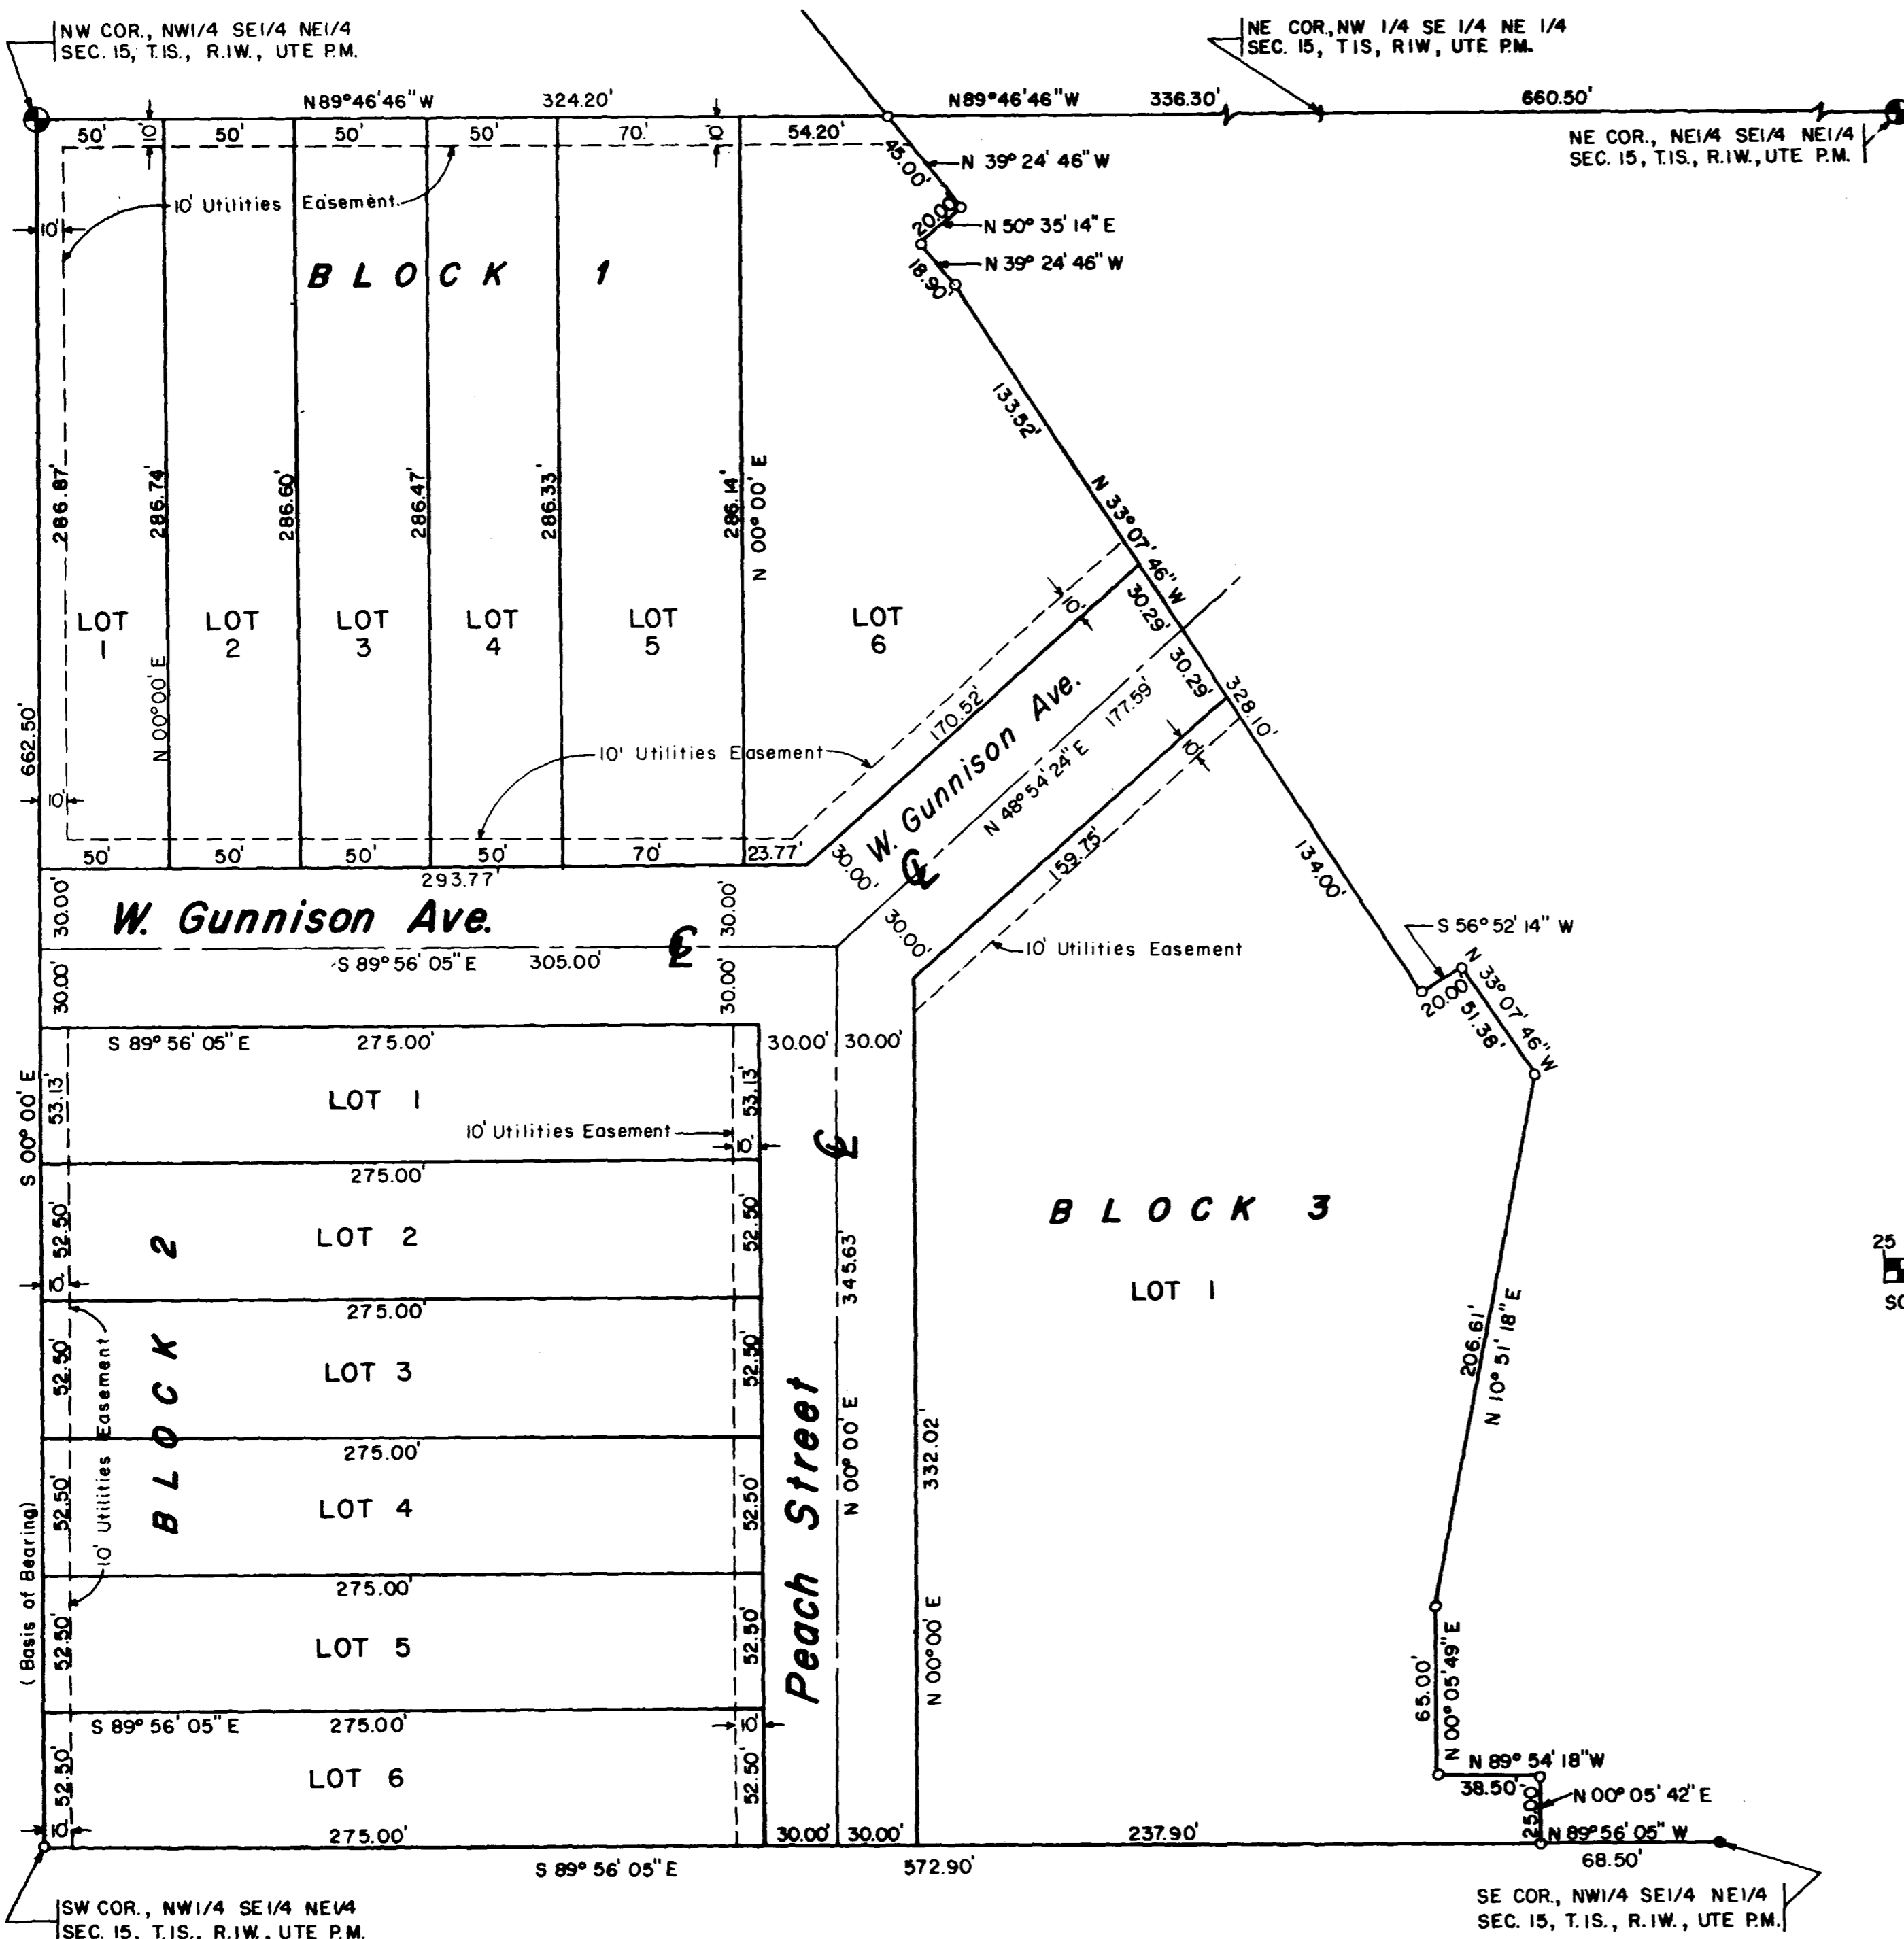 NW COR., NW1/4 SE1/4 NE1/4
SEC. 15, T.1S., R.1W., UTE P.M.
NE COR., NW 1/4 SE 1/4 NE 1/4
SEC. 15, T1S, R1W, UTE P.M.
N89°46'46"W
324.20'
N89°46'46"W
336.30'
660.50'
NE COR., NE1/4 SE1/4 NE1/4
SEC. 15, T.1S., R.1W., UTE P.M.
50'
10'
50'
50'
50'
70'
10'
54.20'
45.00'
N 39° 24' 46" W
20.00'
N 50° 35' 14" E
18.90'
N 39° 24' 46" W
10' Utilities Easement
10'
BLOCK 1
133.52'
286.87'
286.74'
286.60'
286.47'
286.33'
286.14'
N 00° 00' E
N 33° 07' 46" W
LOT
1
LOT
2
LOT
3
LOT
4
LOT
5
LOT
6
N 00°00' E
10'
30.29'
30.29'
328.10'
662.50'
10'
10' Utilities Easement
170.52'
W. Gunnison Ave.
177.59'
N 48° 54' 24" E
10'
159.75'
134.00'
50'
50'
50'
50'
70'
23.77'
293.77'
30.00'
℄
30.00'
30.00'
W. Gunnison Ave.
30.00'
℄
10' Utilities Easement
S 56° 52' 14" W
30.00'
S 89° 56' 05" E
305.00'
30.00'
20.00'
N 33° 07' 46" W
51.38'
S 89° 56' 05" E
275.00'
30.00'
30.00'
S 00° 00' E
53.13'
LOT 1
53.13'
10' Utilities Easement
10'
℄
275.00'
52.50'
LOT 2
52.50'
10'
BLOCK 2
345.63'
BLOCK 3
LOT 1
25
SC
275.00'
52.50'
LOT 3
52.50'
10' Utilities Easement
206.61'
N 10° 51' 18" E
275.00'
52.50'
LOT 4
52.50'
Peach Street
N 00° 00' E
332.02'
(Basis of Bearing)
275.00'
52.50'
LOT 5
52.50'
N 00°00' E
65.00'
N 00°05'49" E
S 89° 56' 05" E
275.00'
10'
52.50'
LOT 6
52.50'
N 89° 54' 18" W
38.50'
N 00° 05' 42" E
25.00'
10'
275.00'
30.00'
30.00'
237.90'
N 89° 56' 05" W
68.50'
S 89° 56' 05" E
572.90'
SW COR., NW1/4 SE1/4 NE1/4
SEC. 15, T.1S., R.1W., UTE P.M.
SE COR., NW1/4 SE1/4 NE1/4
SEC. 15, T.1S., R.1W., UTE P.M.